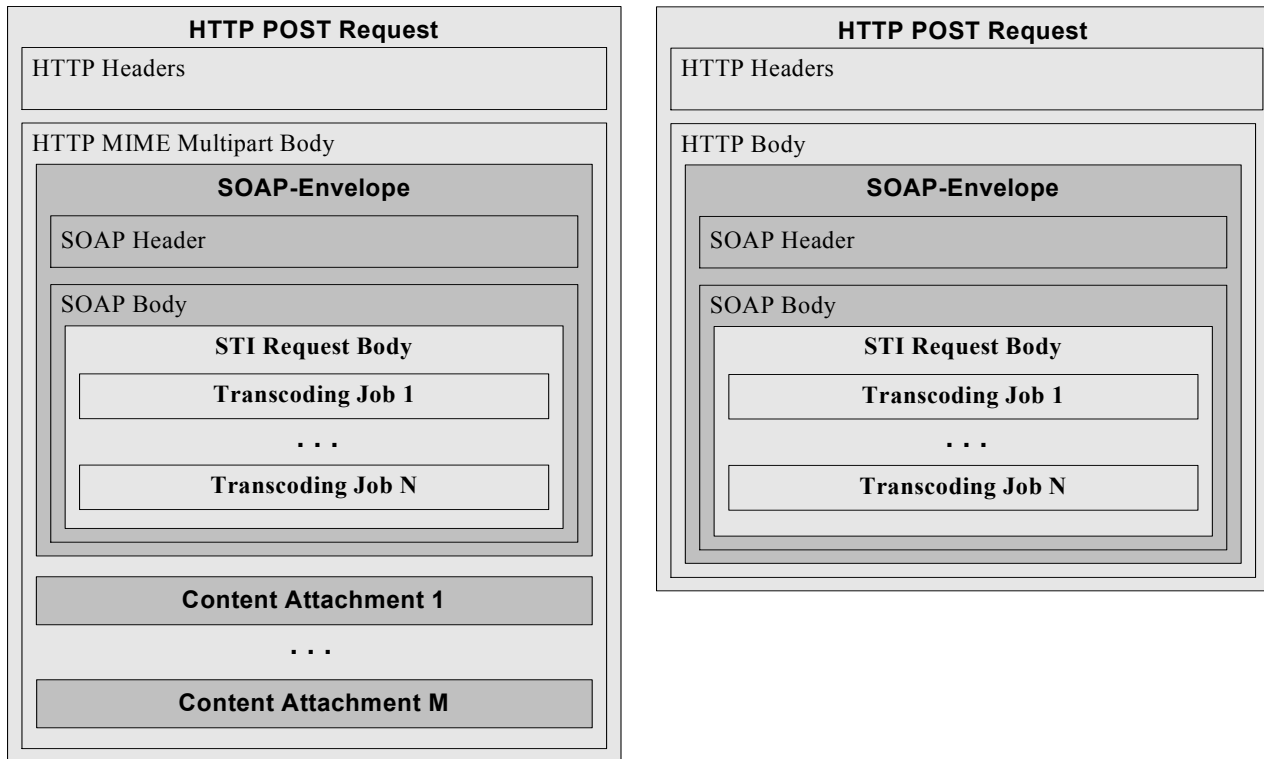 HTTP POST Request
HTTP Headers
HTTP MIME Multipart Body
SOAP-Envelope
SOAP Header
SOAP Body
STI Request Body
Transcoding Job 1
. . .
Transcoding Job N
Content Attachment 1
. . .
Content Attachment M
HTTP POST Request
HTTP Headers
HTTP Body
SOAP-Envelope
SOAP Header
SOAP Body
STI Request Body
Transcoding Job 1
. . .
Transcoding Job N